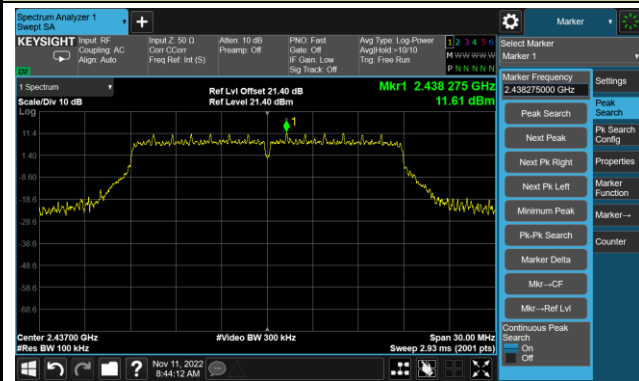 Spectrum Analyzer 1
Swept SA
Marker
KEYSIGHT
Input: RF
Coupling: AC
Align: Auto
Input Z: 50 Ω
Corr CCorr
Freq Ref: Int (S)
Atten: 10 dB
Preamp: Off
PNO: Fast
Gate: Off
IF Gain: Low
Sig Track: Off
Avg Type: Log-Power
Avg|Hold:>10/10
Trig: Free Run
1 2 3 4 5 6
M W W W W W
P N N N N N
Select Marker
Marker 1
1 Spectrum
Scale/Div 10 dB
Log
Ref Lvl Offset 21.40 dB
Ref Level 21.40 dBm
Mkr1 2.438 275 GHz
11.61 dBm
Marker Frequency
2.438275000 GHz
Settings
Peak Search
Peak Search
Next Peak
Pk Search Config
Next Pk Right
Properties
Next Pk Left
Marker Function
Minimum Peak
Marker→
Pk-Pk Search
Counter
Marker Delta
Mkr→CF
Mkr→Ref Lvl
Continuous Peak Search
On
Off
1
11.4
1.40
-8.60
-18.6
-28.6
-38.6
-48.6
-58.6
-68.6
Center 2.43700 GHz
#Res BW 100 kHz
#Video BW 300 kHz
Span 30.00 MHz
Sweep 2.93 ms (2001 pts)
Nov 11, 2022
8:44:12 AM